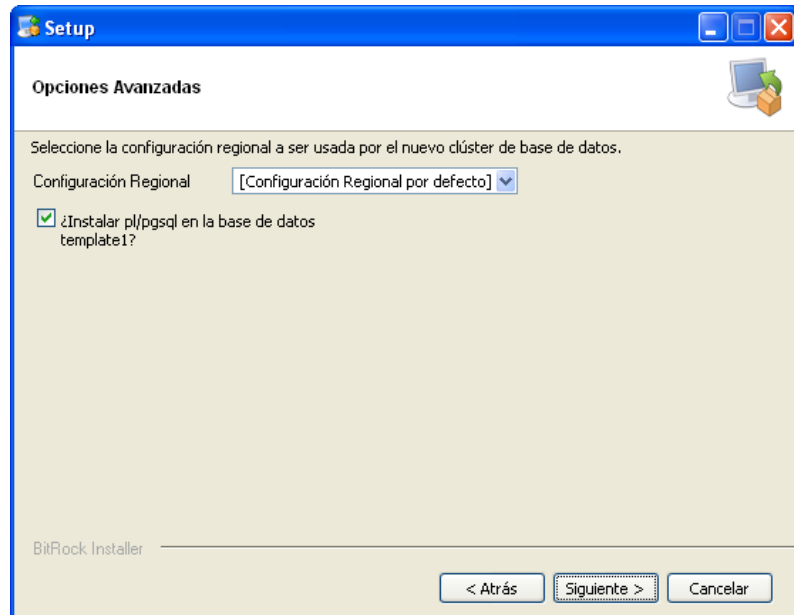 Setup
Opciones Avanzadas
Seleccione la configuración regional a ser usada por el nuevo clúster de base de datos.
Configuración Regional [Configuración Regional por defecto]
¿Instalar pl/pgsql en la base de datos
template1?
BitRock Installer
< Atrás Siguiente > Cancelar